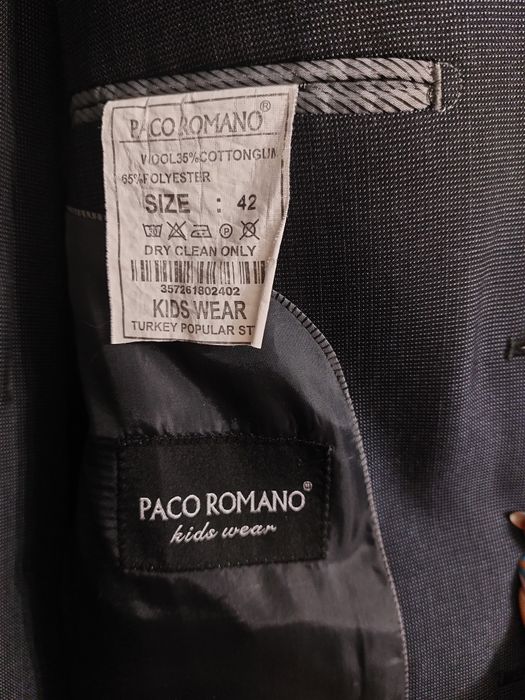 PACO ROMANO®
WOOL35%COTTONGUM
65%POLYESTER
SIZE : 42
DRY CLEAN ONLY
357261802402
KIDS WEAR
TURKEY POPULAR ST
PACO ROMANO®
kids wear